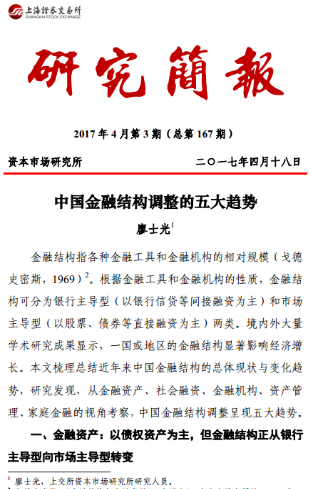 上海證券交易所
SHANGHAI STOCK EXCHANGE
研究簡報
2017 年 4 月第 3 期（总第 167 期）
资本市场研究所 二〇一七年四月十八日
中国金融结构调整的五大趋势
廖士光1
金融结构指各种金融工具和金融机构的相对规模（戈德
史密斯，1969）2。根据金融工具和金融机构的性质，金融结
构可分为银行主导型（以银行信贷等间接融资为主）和市场
主导型（以股票、债券等直接融资为主）两类。境内外大量
学术研究成果显示，一国或地区的金融结构显著影响经济增
长。本文梳理总结近年来中国金融结构的总体现状与变化趋
势，研究发现，从金融资产、社会融资、金融机构、资产管
理、家庭金融的视角考察，中国金融结构调整呈现五大趋势。
一、金融资产：以债权资产为主，但金融结构正从银行
主导型向市场主导型转变
1 廖士光，上交所资本市场研究所研究人员。